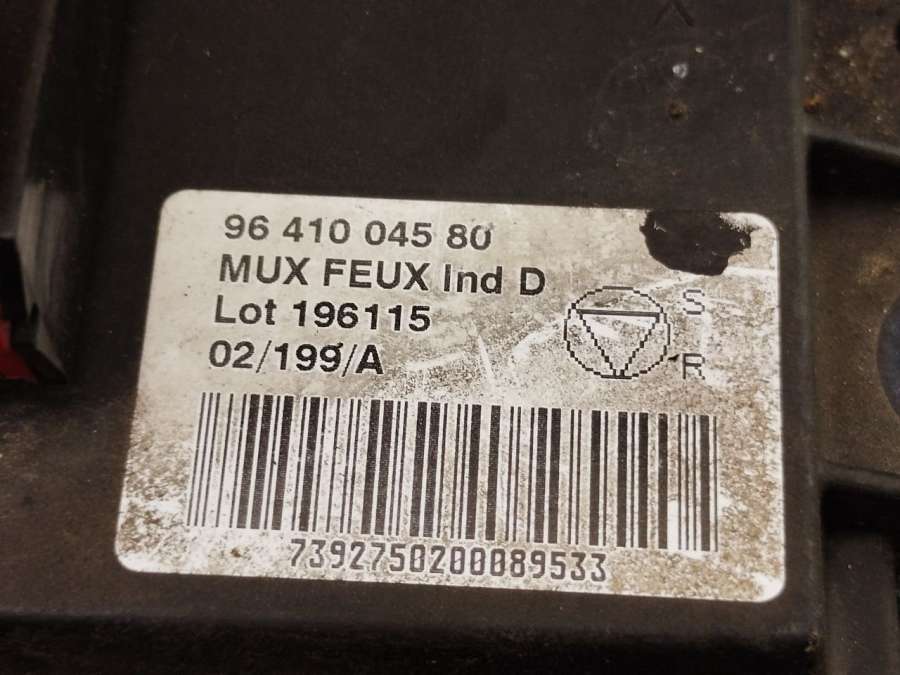 96 410 045 80
MUX FEUX Ind D
Lot 196115
02/199/A
S
R
7392750200089533